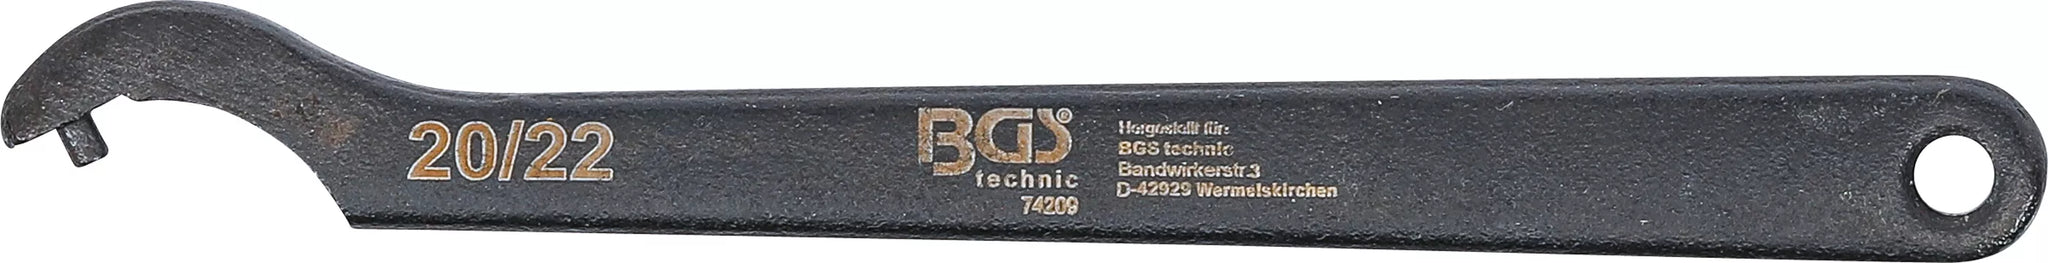 20/22
BGS®
technic
74209
Hergestellt für:
BGS technic
Bandwirkerstr.3
D-42929 Wermelskirchen